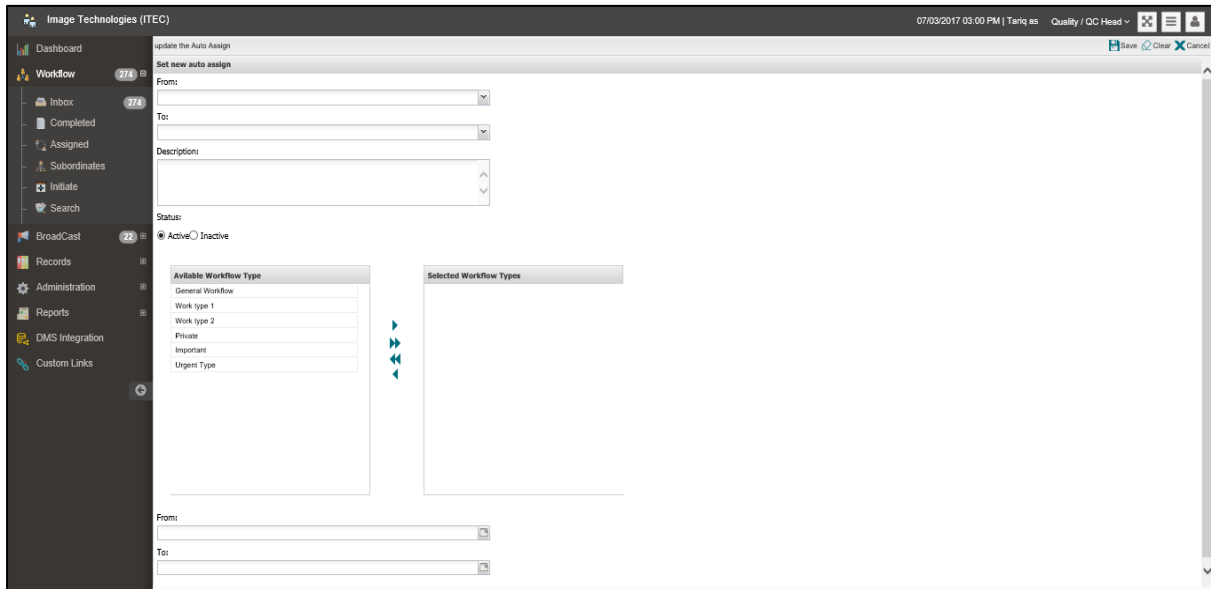 Image Technologies (ITEC)
07/03/2017 03:00 PM | Tariq as Quality / QC Head
Dashboard
Workflow 274
Inbox 274
Completed
Assigned
Subordinates
Initiate
Search
BroadCast 22
Records
Administration
Reports
DMS Integration
Custom Links
update the Auto Assign
Save Clear Cancel
Set new auto assign
From:
To:
Description:
Status:
Active Inactive
Avilable Workflow Type
General Workflow
Work type 1
Work type 2
Private
Important
Urgent Type
Selected Workflow Types
From:
To: